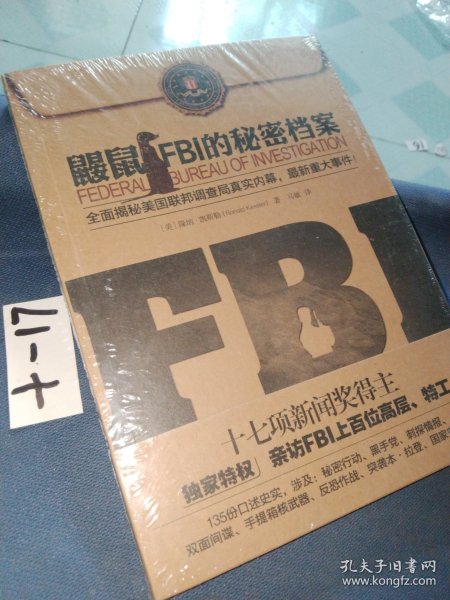 鼹鼠 FBI的秘密档案
FEDERAL BUREAU OF INVESTIGATION
全面揭秘美国联邦调查局真实内幕，最新重大事件！
[美] 隆纳·凯斯勒 (Ronald Kessler) 著
译
FBI
十七项新闻奖得主
独家特权 亲访FBI上百位高层、特工
135份口述史实，涉及：秘密行动、黑手党、刺探情报、
双面间谍、手提箱核武器、反恐作战、突袭本·拉登、国家
十一17
孔夫子旧书网
www.kongfz.com